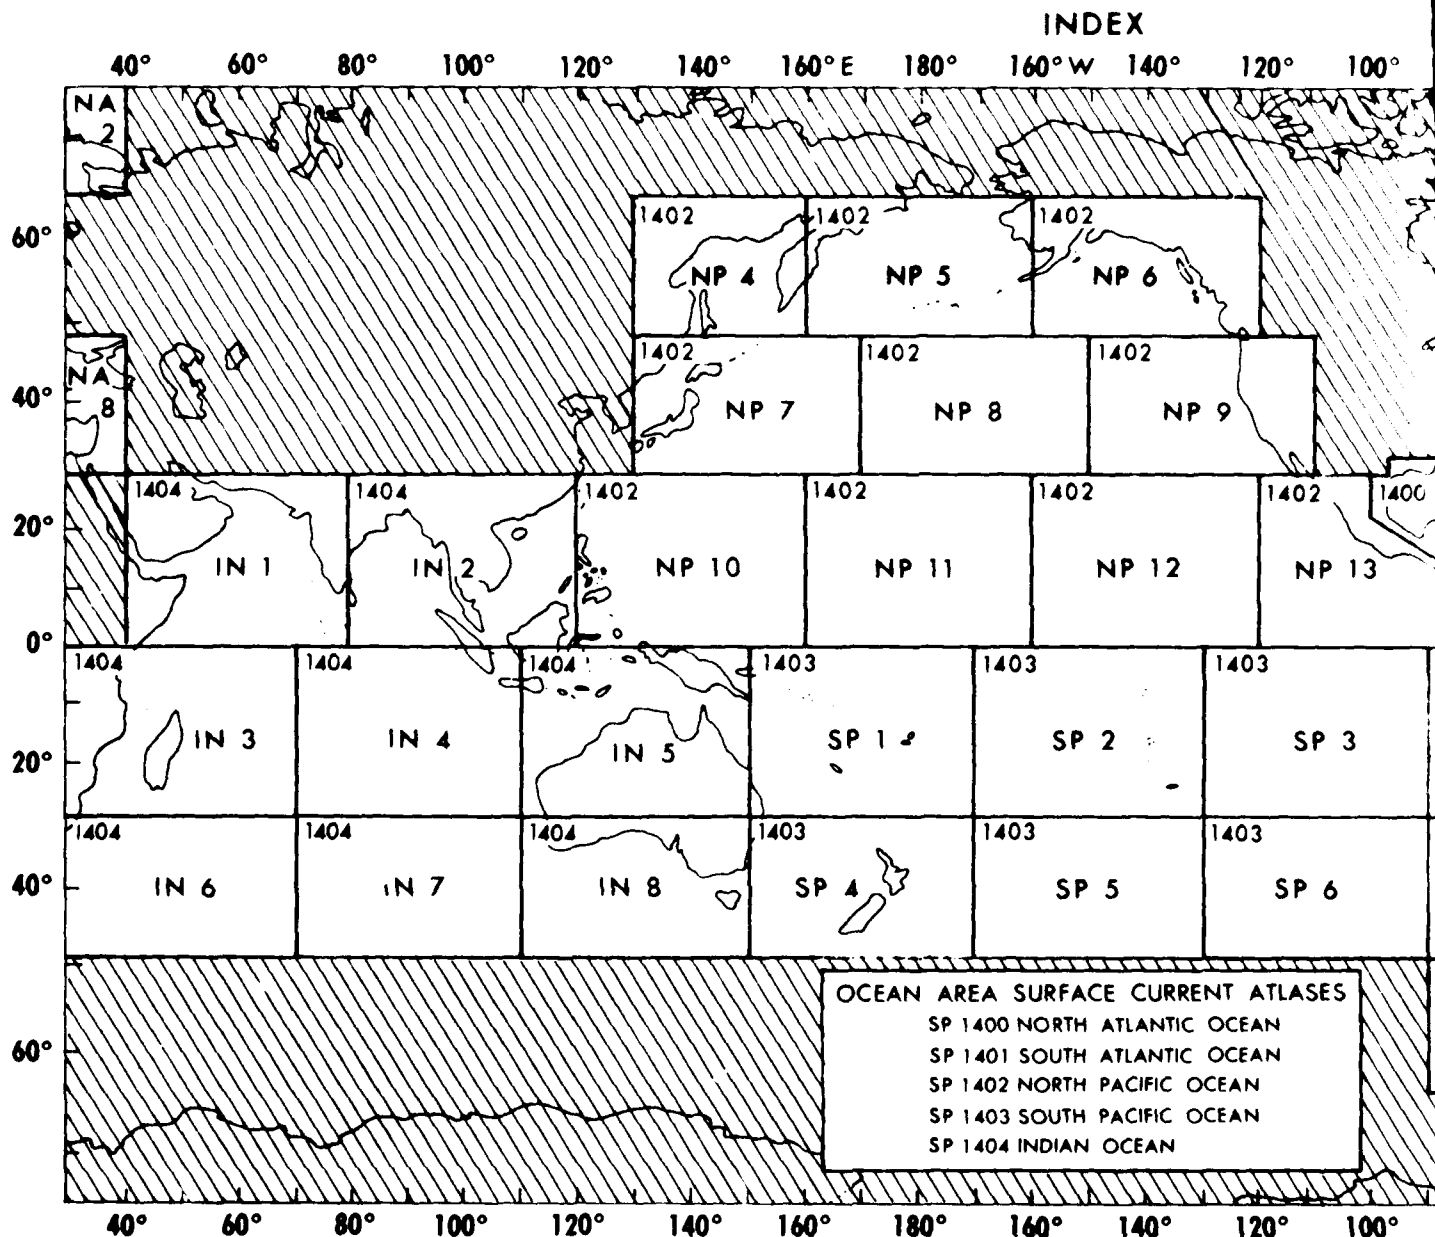 INDEX
40° 60° 80° 100° 120° 140° 160° E 180° 160° W 140° 120° 100°
NA
2
60°
1402 1402 1402
NP 4 NP 5 NP 6
1402 1402 1402
NA
8
40°
NP 7 NP 8 NP 9
1404 1404 1402 1402 1402 1402 1400
20°
IN 1 IN 2 NP 10 NP 11 NP 12 NP 13
0°
1404 1404 1404 1403 1403 1403
IN 3 IN 4 IN 5 SP 1 SP 2 SP 3
20°
1404 1404 1404 1403 1403 1403
40°
IN 6 IN 7 IN 8 SP 4 SP 5 SP 6
OCEAN AREA SURFACE CURRENT ATLASES
SP 1400 NORTH ATLANTIC OCEAN
SP 1401 SOUTH ATLANTIC OCEAN
SP 1402 NORTH PACIFIC OCEAN
SP 1403 SOUTH PACIFIC OCEAN
SP 1404 INDIAN OCEAN
60°
40° 60° 80° 100° 120° 140° 160° 180° 160° 140° 120° 100°